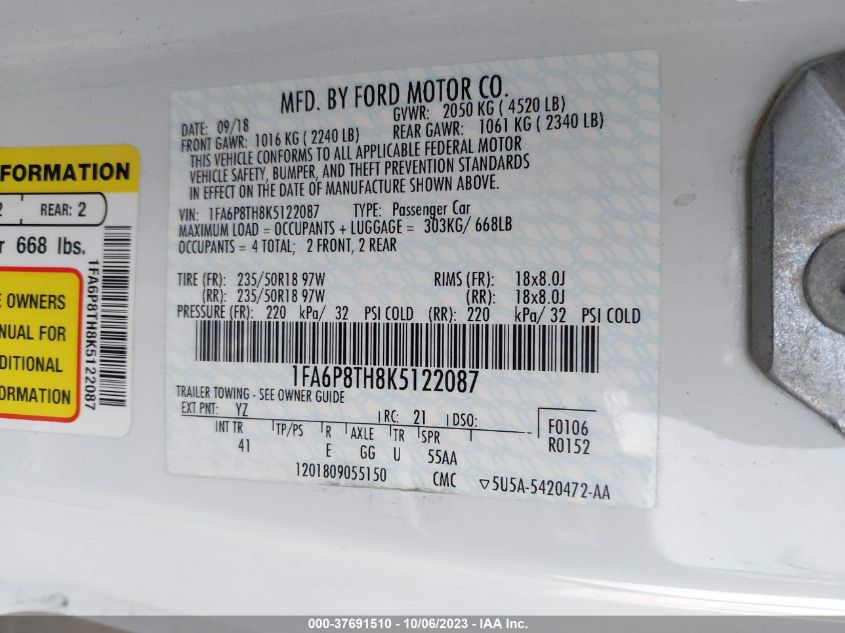 MFD. BY FORD MOTOR CO.
DATE: 09/18 GVWR: 2050 KG ( 4520 LB)
FRONT GAWR: 1016 KG ( 2240 LB) REAR GAWR: 1061 KG ( 2340 LB)
THIS VEHICLE CONFORMS TO ALL APPLICABLE FEDERAL MOTOR
VEHICLE SAFETY, BUMPER, AND THEFT PREVENTION STANDARDS
IN EFFECT ON THE DATE OF MANUFACTURE SHOWN ABOVE.
VIN: 1FA6P8TH8K5122087 TYPE: Passenger Car
MAXIMUM LOAD = OCCUPANTS + LUGGAGE = 303KG/ 668LB
OCCUPANTS = 4 TOTAL; 2 FRONT, 2 REAR
TIRE (FR): 235/50R18 97W RIMS (FR): 18x8.0J
(RR): 235/50R18 97W (RR): 18x8.0J
PRESSURE (FR): 220 kPa/ 32 PSI COLD (RR): 220 kPa/ 32 PSI COLD
1FA6P8TH8K5122087
TRAILER TOWING - SEE OWNER GUIDE
EXT PNT: YZ RC: 21 DSO: F0106
R0152
INT TR TP/PS R AXLE TR SPR
41 E GG U 55AA
1201809055150 CMC ▽5U5A-5420472-AA
FORMATION
2 REAR: 2
r 668 lbs.
E OWNERS
NUAL FOR
DITIONAL
ORMATION
1FA6P8TH8K5122087
000-37691510 - 10/06/2023 - IAA Inc.